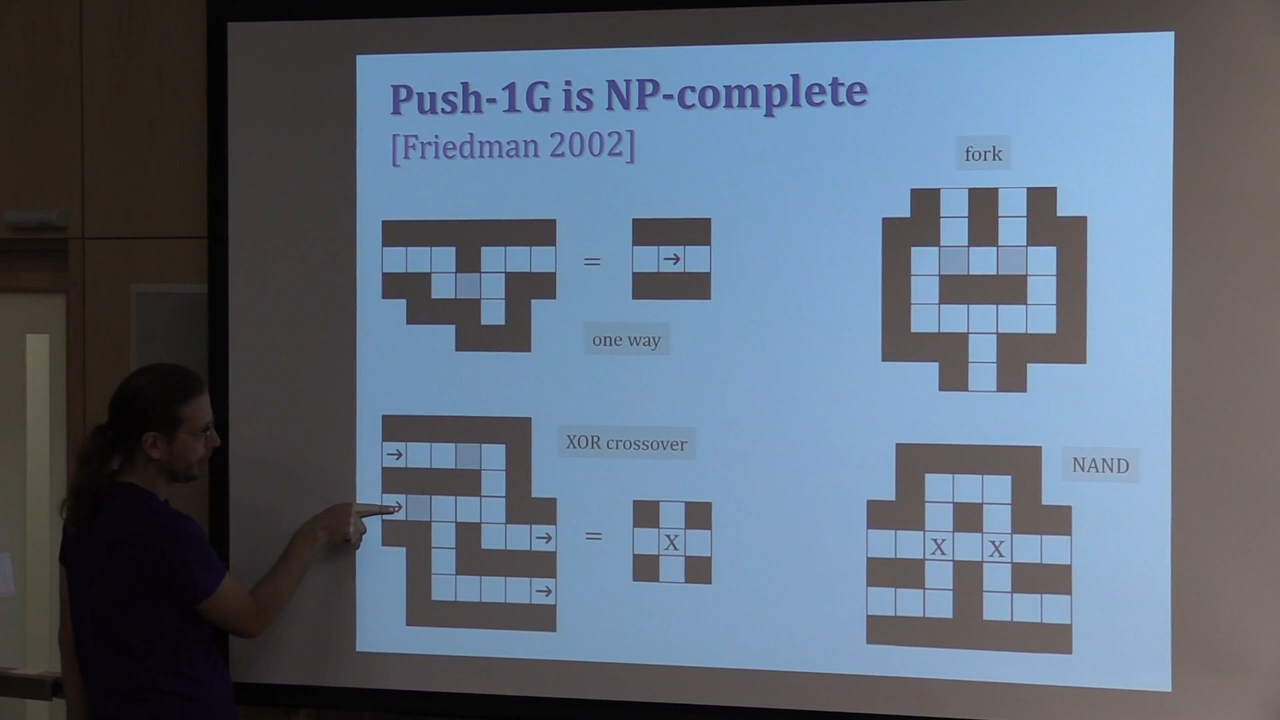 Push-1G is NP-complete
[Friedman 2002]
fork
=
→
one way
XOR crossover
→
→
→
→
=
X
NAND
X X